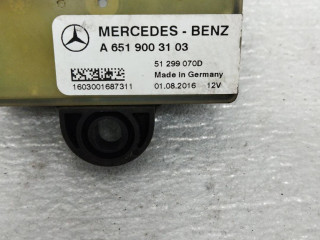 MERCEDES - BENZ
A 651 900 31 03
51 299 070D
Made in Germany
1603001687311 01.08.2016 12V